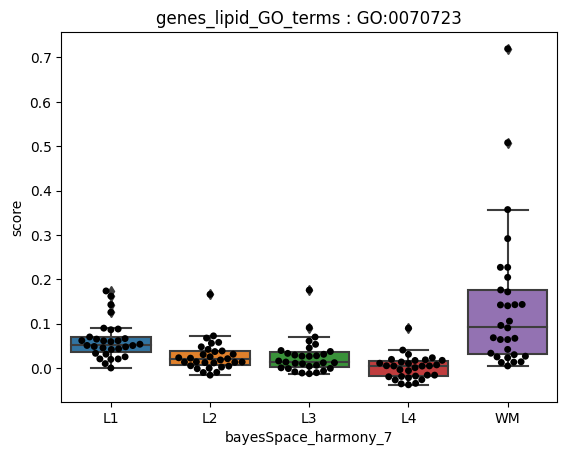 genes_lipid_GO_terms : GO:0070723
0.7
0.6
0.5
0.4
0.3
0.2
0.1
0.0
score
L1 L2 L3 L4 WM
bayesSpace_harmony_7